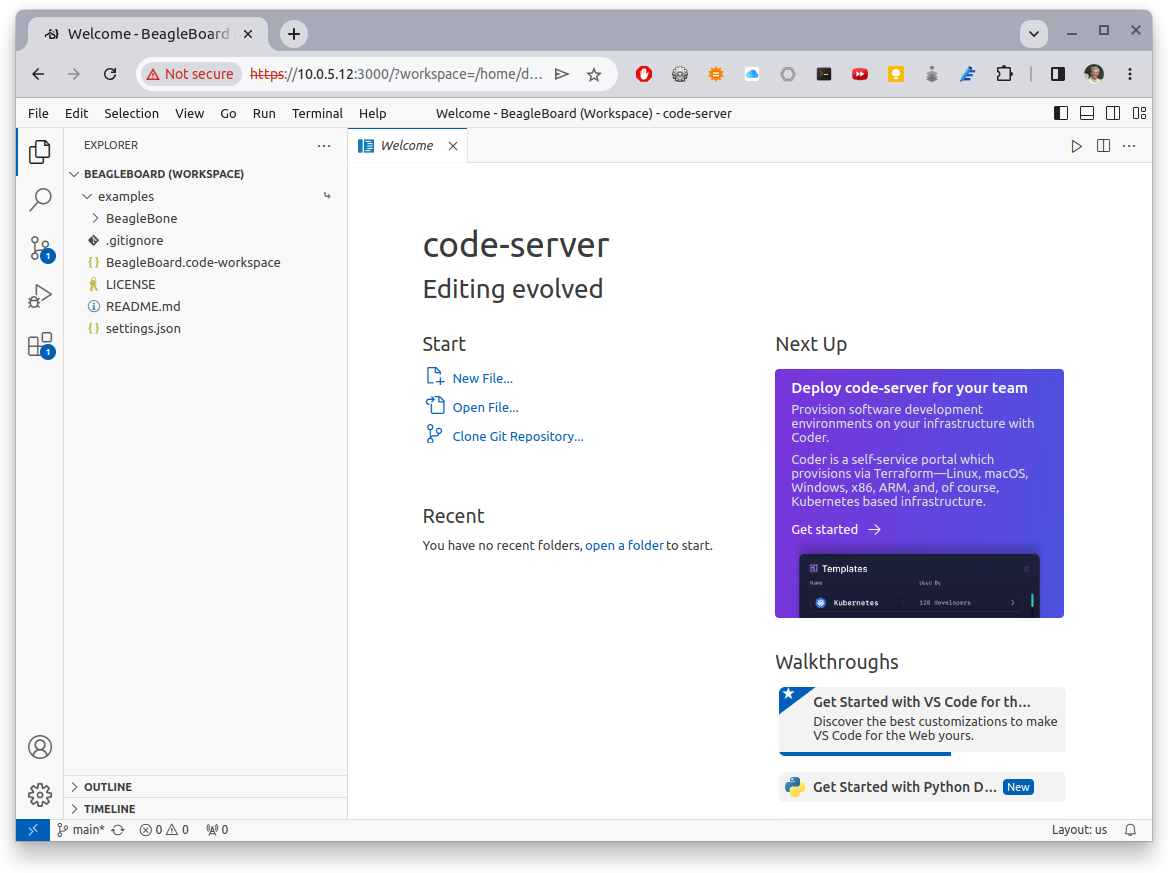 Welcome - BeagleBoard
Not secure https://10.0.5.12:3000/?workspace=/home/d...
File Edit Selection View Go Run Terminal Help Welcome - BeagleBoard (Workspace) - code-server
EXPLORER
BEAGLEBOARD (WORKSPACE)
examples
BeagleBone
.gitignore
BeagleBoard.code-workspace
LICENSE
README.md
settings.json
1
1
OUTLINE
TIMELINE
Welcome
code-server
Editing evolved
Start
New File...
Open File...
Clone Git Repository...
Recent
You have no recent folders, open a folder to start.
Next Up
Deploy code-server for your team
Provision software development
environments on your infrastructure with
Coder.
Coder is a self-service portal which
provisions via Terraform—Linux, macOS,
Windows, x86, ARM, and, of course,
Kubernetes based infrastructure.
Get started
Templates
Name Used By
Kubernetes 128 developers
Walkthroughs
Get Started with VS Code for th...
Discover the best customizations to make
VS Code for the Web yours.
Get Started with Python D... New
main* 0 0 0 Layout: us